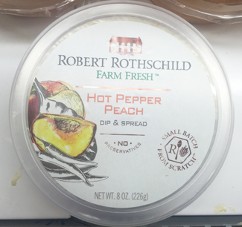 ROBERT ROTHSCHILD
FARM FRESH™
HOT PEPPER
PEACH
DIP & SPREAD
• NO •
PRESERVATIVES
SMALL BATCH
R
FROM SCRATCH
NET WT. 8 OZ. (226g)